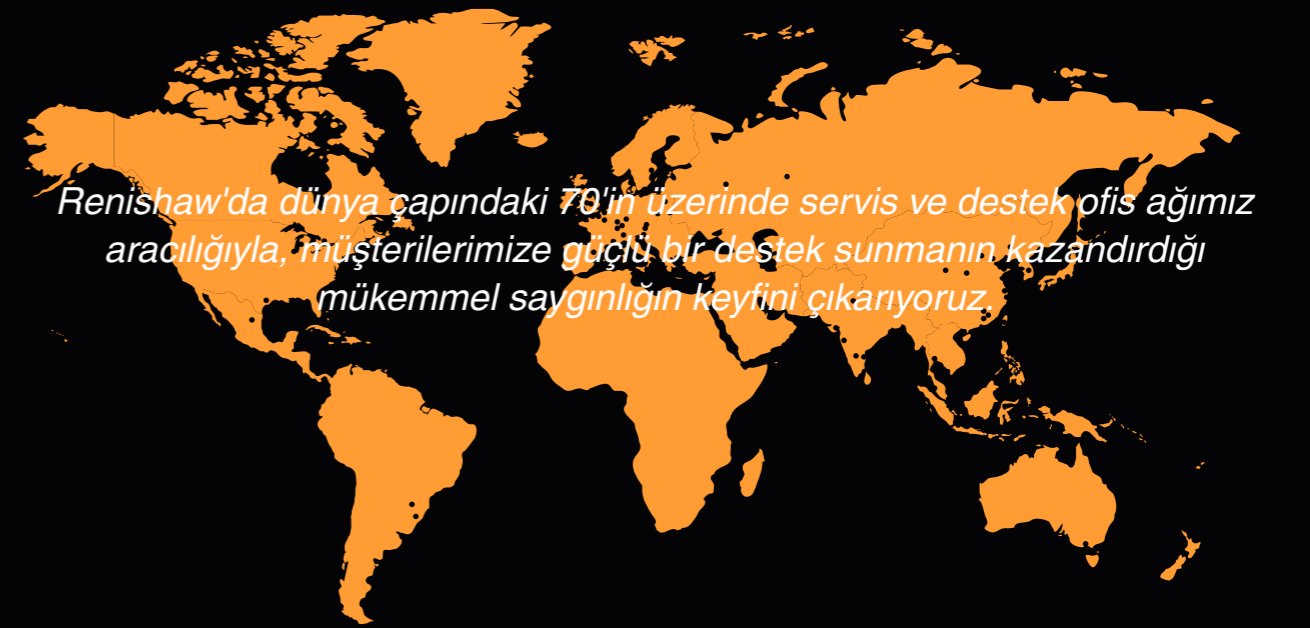 Renishaw'da dünya çapındaki 70'in üzerinde servis ve destek ofis ağımız
aracılığıyla, müşterilerimize güçlü bir destek sunmanın kazandırdığı
mükemmel saygınlığın keyfini çıkarıyoruz.